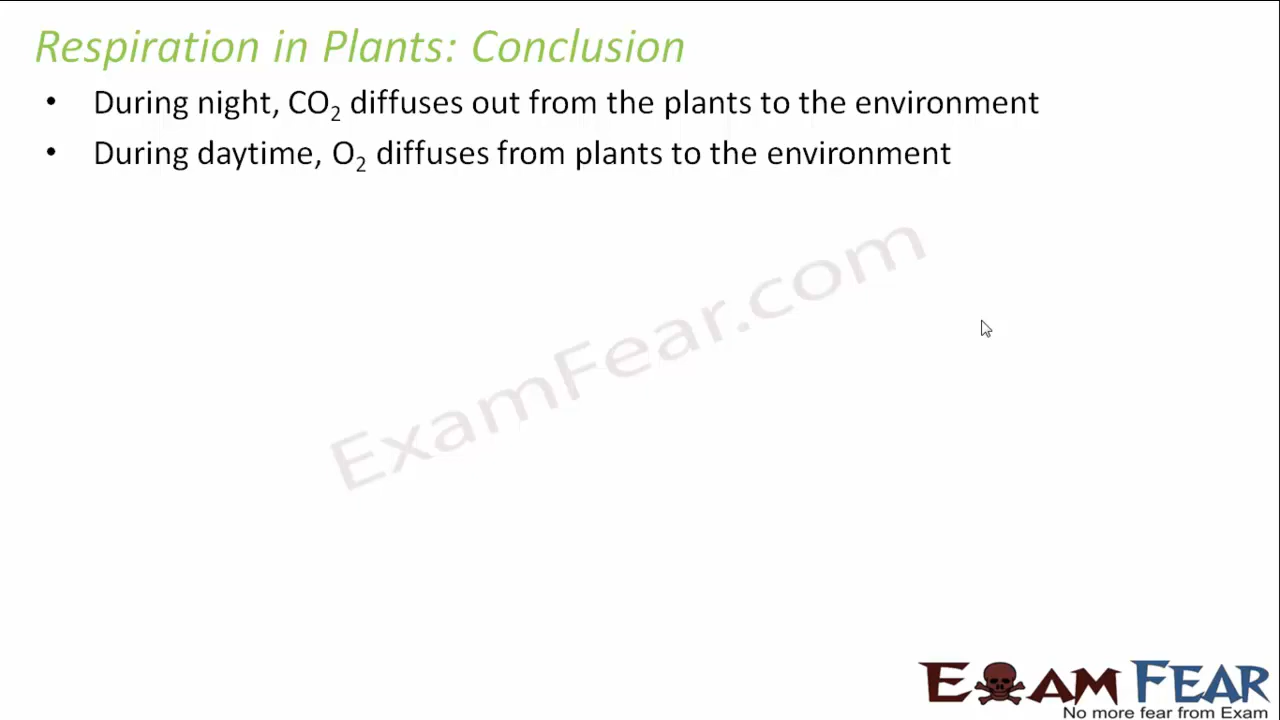 Respiration in Plants: Conclusion
• During night, CO₂ diffuses out from the plants to the environment
• During daytime, O₂ diffuses from plants to the environment
ExamFear.com
EXAM FEAR
No more fear from Exam